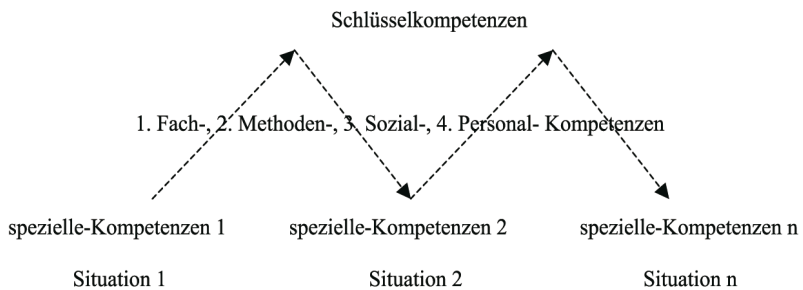 Schlüsselkompetenzen
1. Fach-, 2. Methoden-, 3. Sozial-, 4. Personal- Kompetenzen
spezielle-Kompetenzen 1 spezielle-Kompetenzen 2 spezielle-Kompetenzen n
Situation 1 Situation 2 Situation n